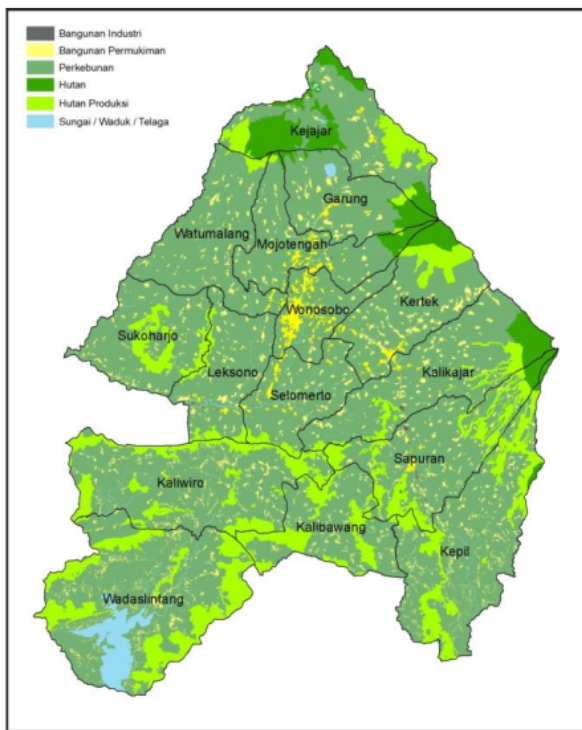 Bangunan Industri
Bangunan Permukiman
Perkebunan
Hutan
Hutan Produksi
Sungai / Waduk / Telaga
Kejajar
Garung
Watumalang
Mojotengah
Wonosobo
Kertek
Sukoharjo
Leksono
Kalikajar
Selomerto
Sapuran
Kaliwiro
Kalibawang
Kepil
Wadaslintang